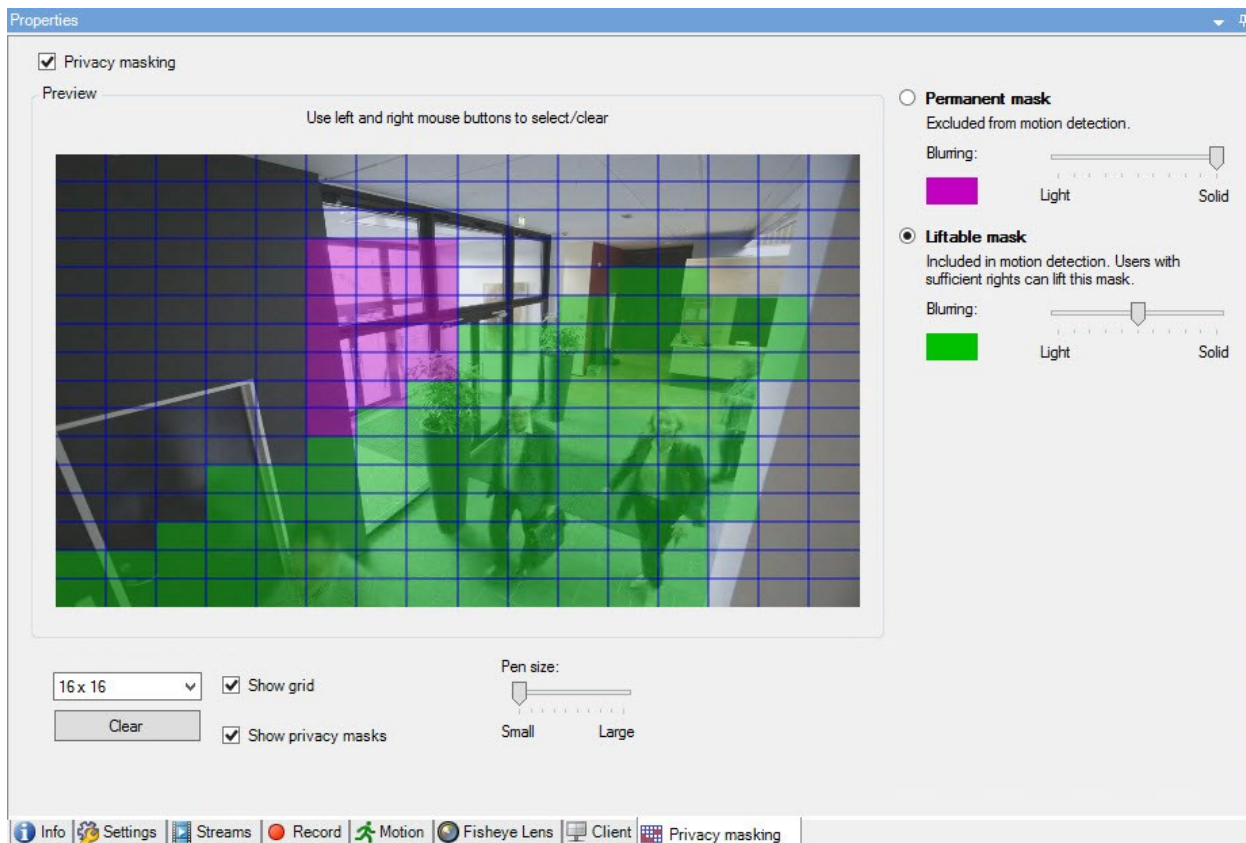 Properties
Privacy masking
Preview
Use left and right mouse buttons to select/clear
Permanent mask
Excluded from motion detection.
Blurring:
Light Solid
Liftable mask
Included in motion detection. Users with
sufficient rights can lift this mask.
Blurring:
Light Solid
16 x 16
Show grid
Clear
Show privacy masks
Pen size:
Small Large
Info Settings Streams Record Motion Fisheye Lens Client Privacy masking